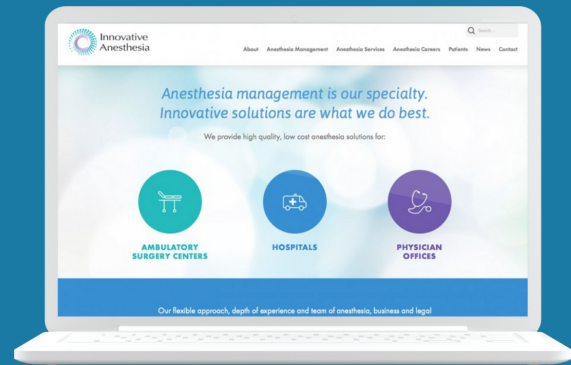 Innovative
Anesthesia
Search ...
About Anesthesia Management Anesthesia Services Anesthesia Careers Patients News Contact
Anesthesia management is our specialty.
Innovative solutions are what we do best.
We provide high quality, low cost anesthesia solutions for:
AMBULATORY
SURGERY CENTERS
HOSPITALS
PHYSICIAN
OFFICES
Our flexible approach, depth of experience and team of anesthesia, business and legal